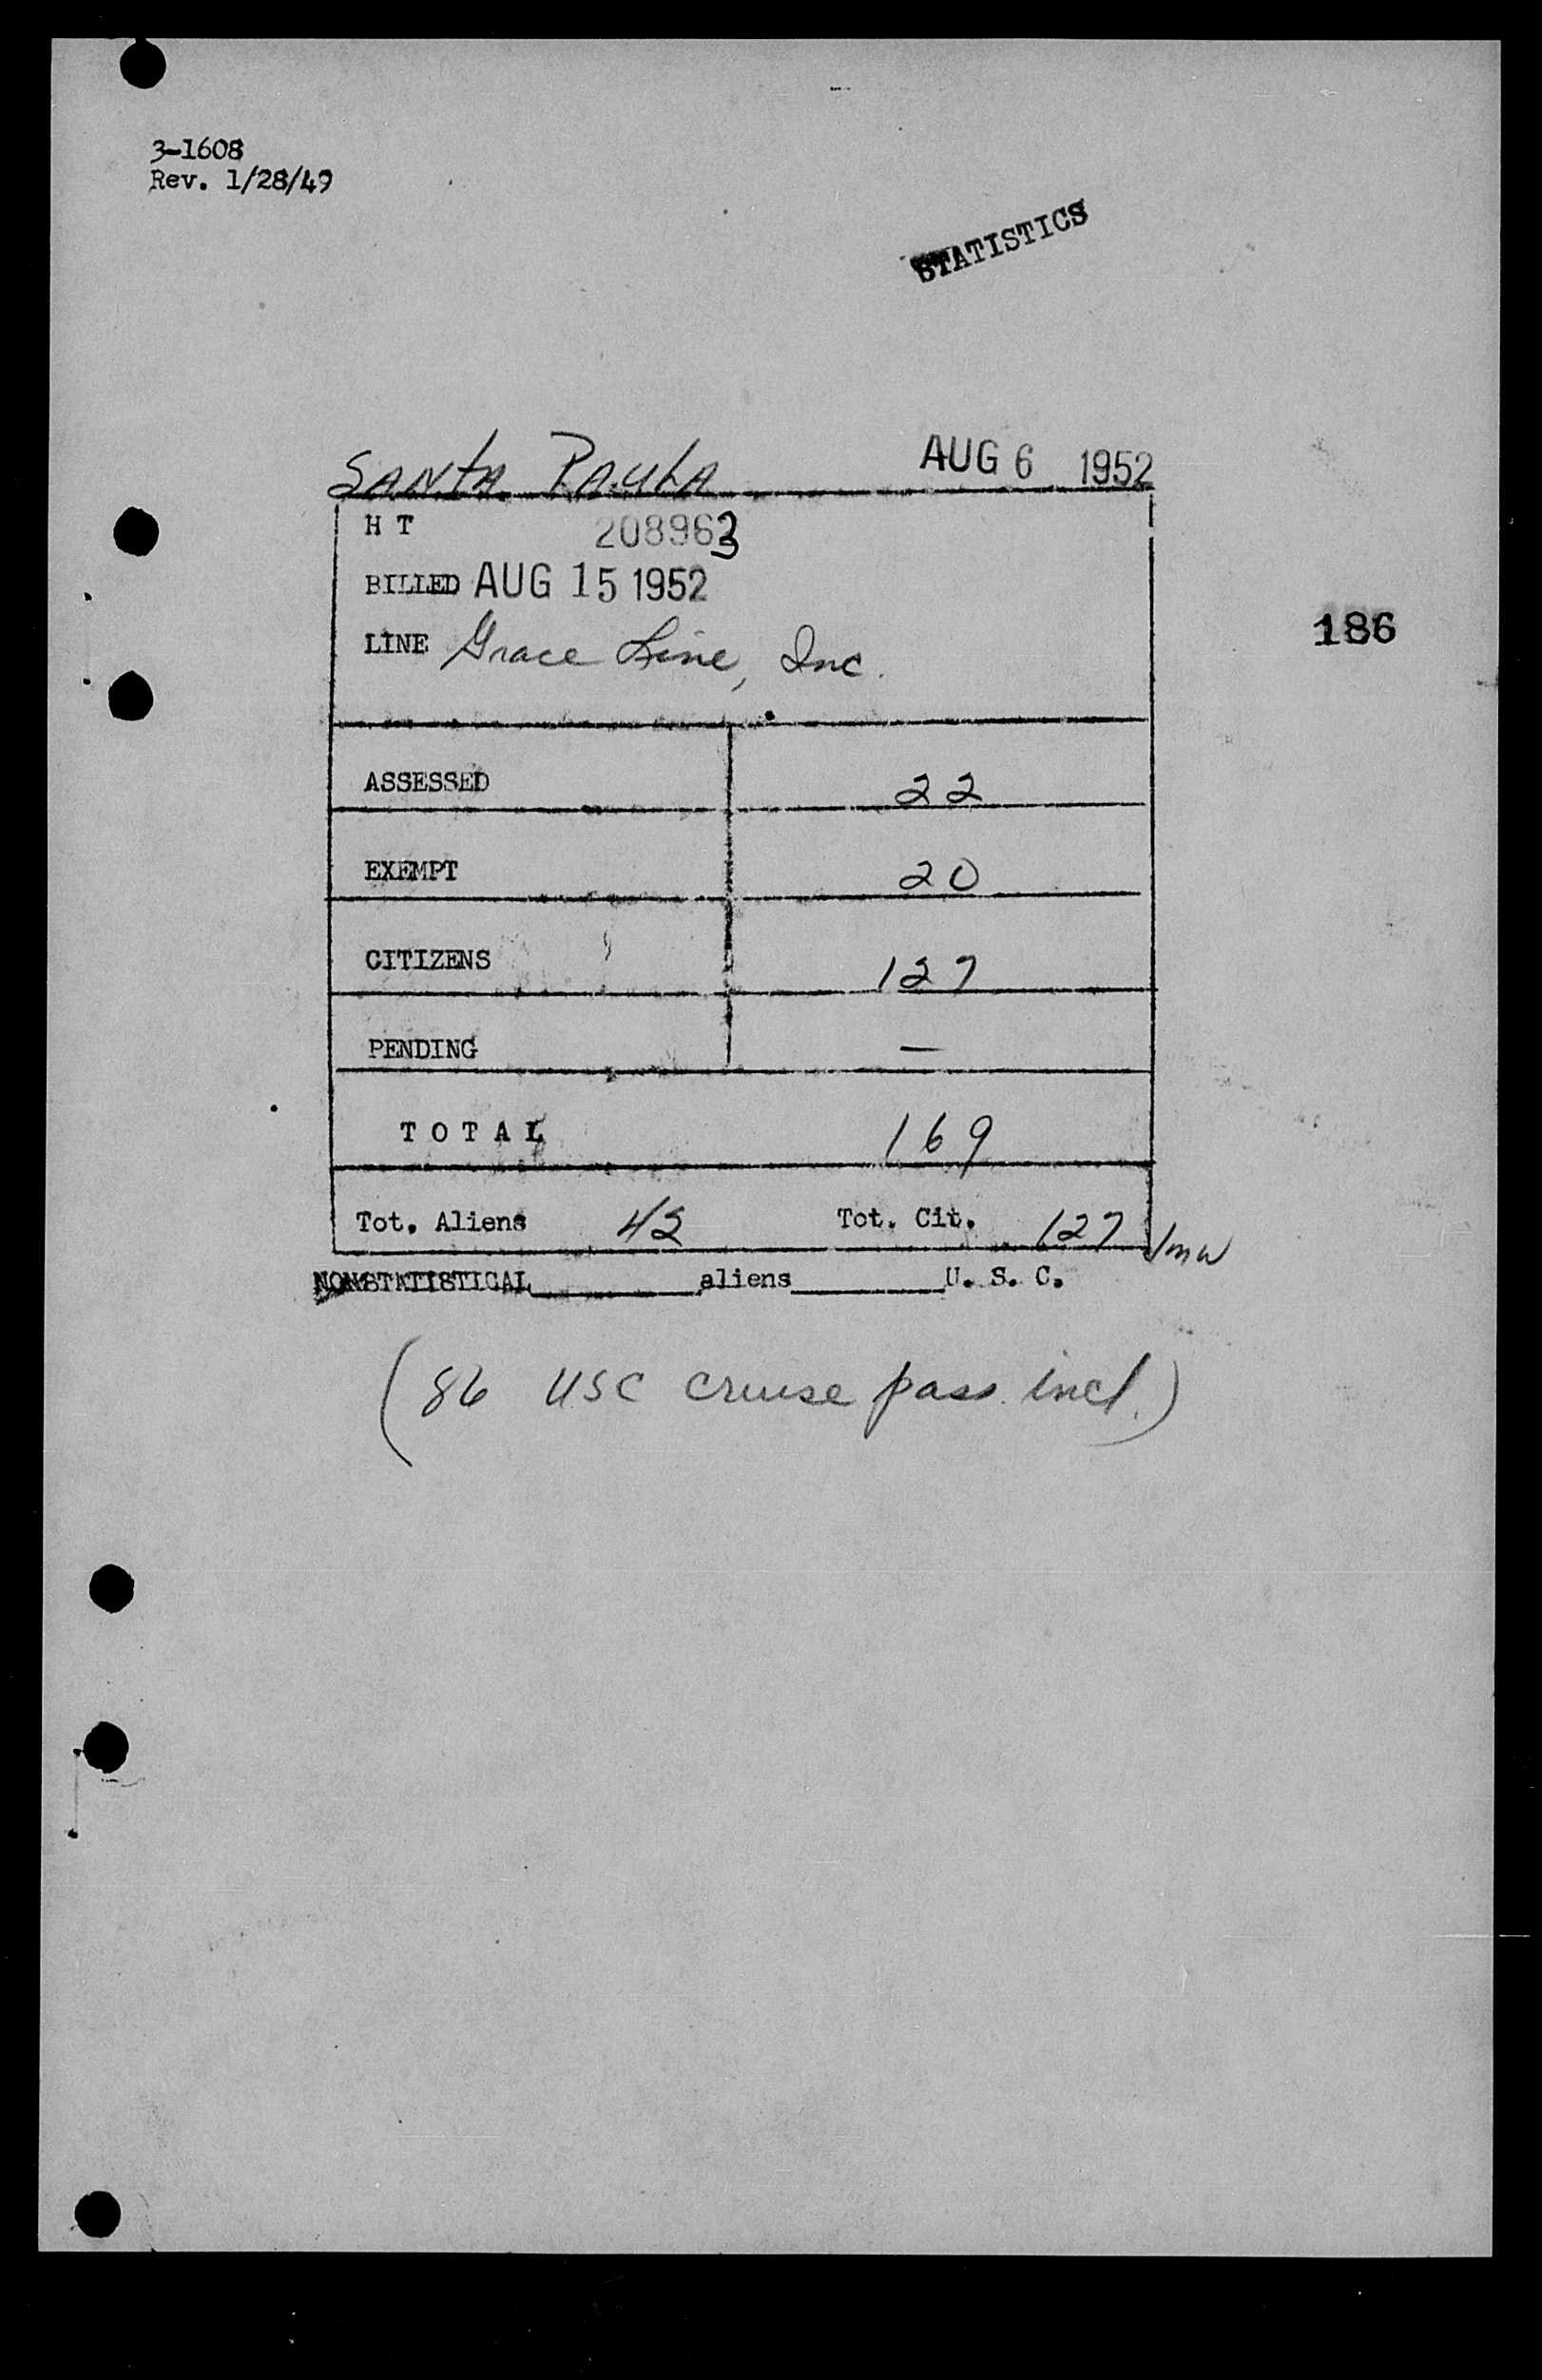 3-1608
Rev. 1/28/49
STATISTICS
SANTA PAULA AUG 6 1952
H T 208963
BILLED AUG 15 1952
LINE Grace Line, Inc.
186
ASSESSED 22
EXEMPT 20
CITIZENS 127
PENDING —
T O T A L 169
Tot. Aliens 42 Tot. Cit. 127
NONSTATISTICAL aliens U. S. C.
(86 USC cruise pass. incl.)